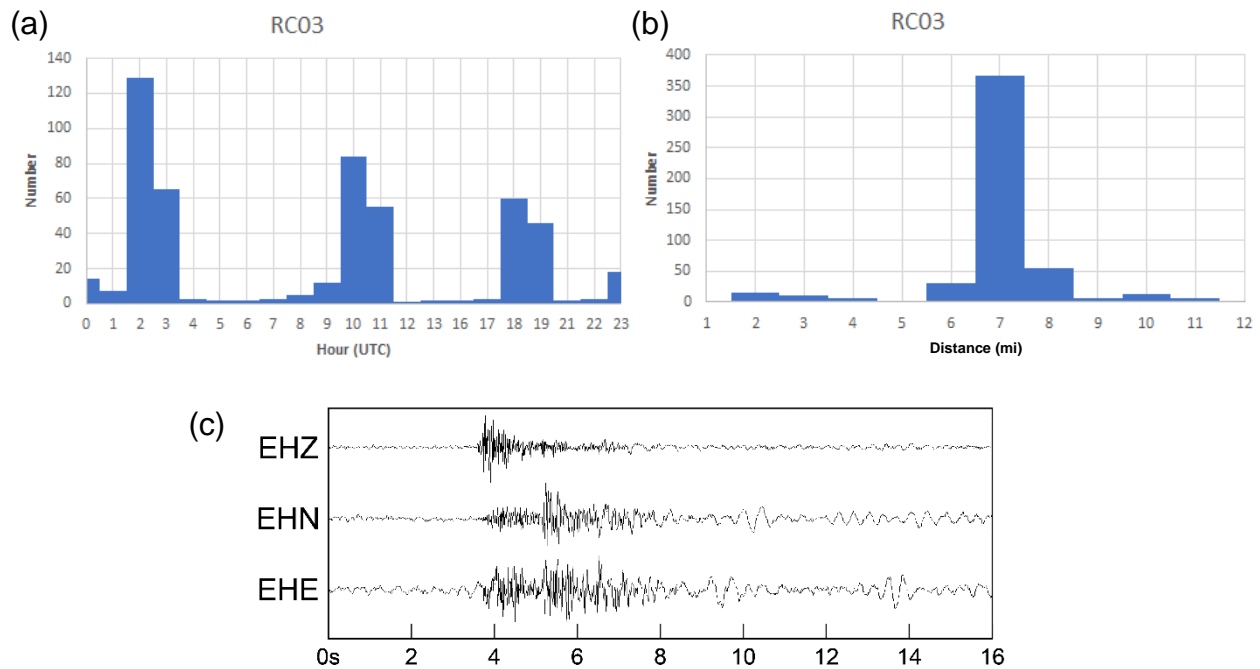 (a)
RC03
Number
140
120
100
80
60
40
20
0
0 1 2 3 4 5 6 7 8 9 10 11 12 13 16 17 18 19 21 22 23
Hour (UTC)
(b)
RC03
Number
400
350
300
250
200
150
100
50
0
1 2 3 4 5 6 7 8 9 10 11 12
Distance (mi)
(c)
EHZ
EHN
EHE
0s 2 4 6 8 10 12 14 16